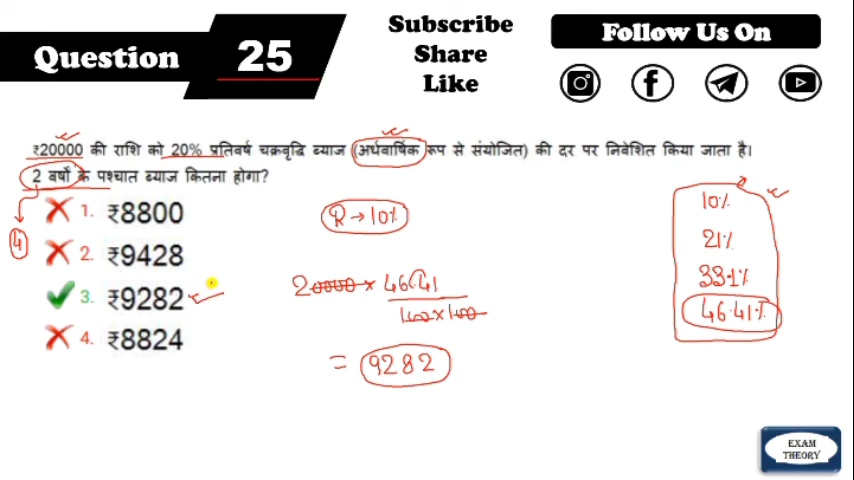 Question 25
Subscribe
Share
Like
Follow Us On
₹20000 की राशि को 20% प्रतिवर्ष चक्रवृद्धि ब्याज (अर्धवार्षिक रूप से संयोजित) की दर पर निवेशित किया जाता है।
2 वर्षों के पश्चात ब्याज कितना होगा?
4
1. ₹8800
2. ₹9428
3. ₹9282
4. ₹8824
R → 10%
20000 × 4641
100 × 100
= 9282
10%
21%
33.1%
46.41%
EXAM
THEORY